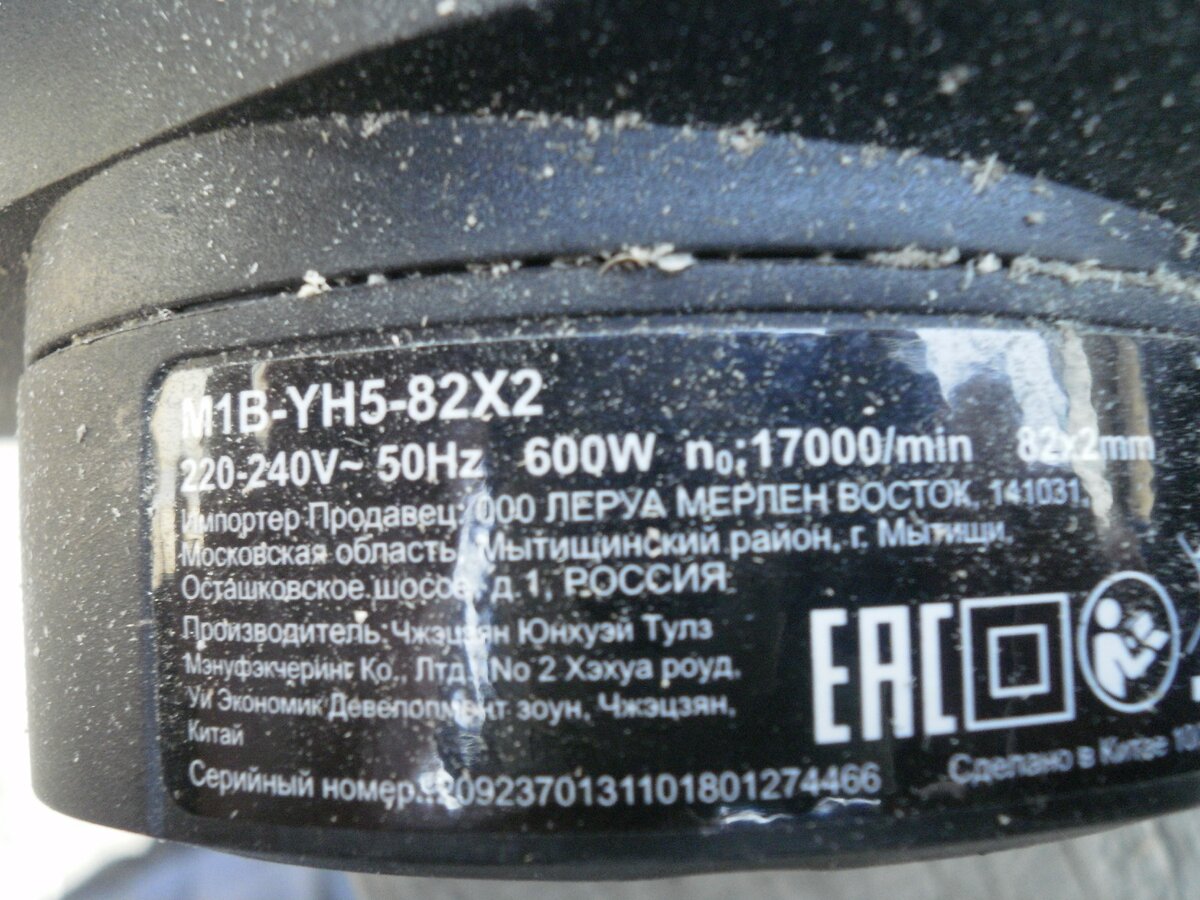 M1B-YH5-82X2
220-240V~ 50Hz 600W n₀:17000/min 82x2mm
Импортер Продавец: ООО ЛЕРУА МЕРЛЕН ВОСТОК, 141031,
Московская область, Мытищинский район, г. Мытищи,
Осташковское шоссе, д.1, РОССИЯ
Производитель: Чжэцзян Юнхуэй Тулз
Мэнуфэкчеринг Ко., Лтд. No 2 Хэхуа роуд,
Уй Экономик Девелопмент зоун, Чжэцзян,
Китай
EAC
Серийный номер: 2092370131101801274466
Сделано в Китае